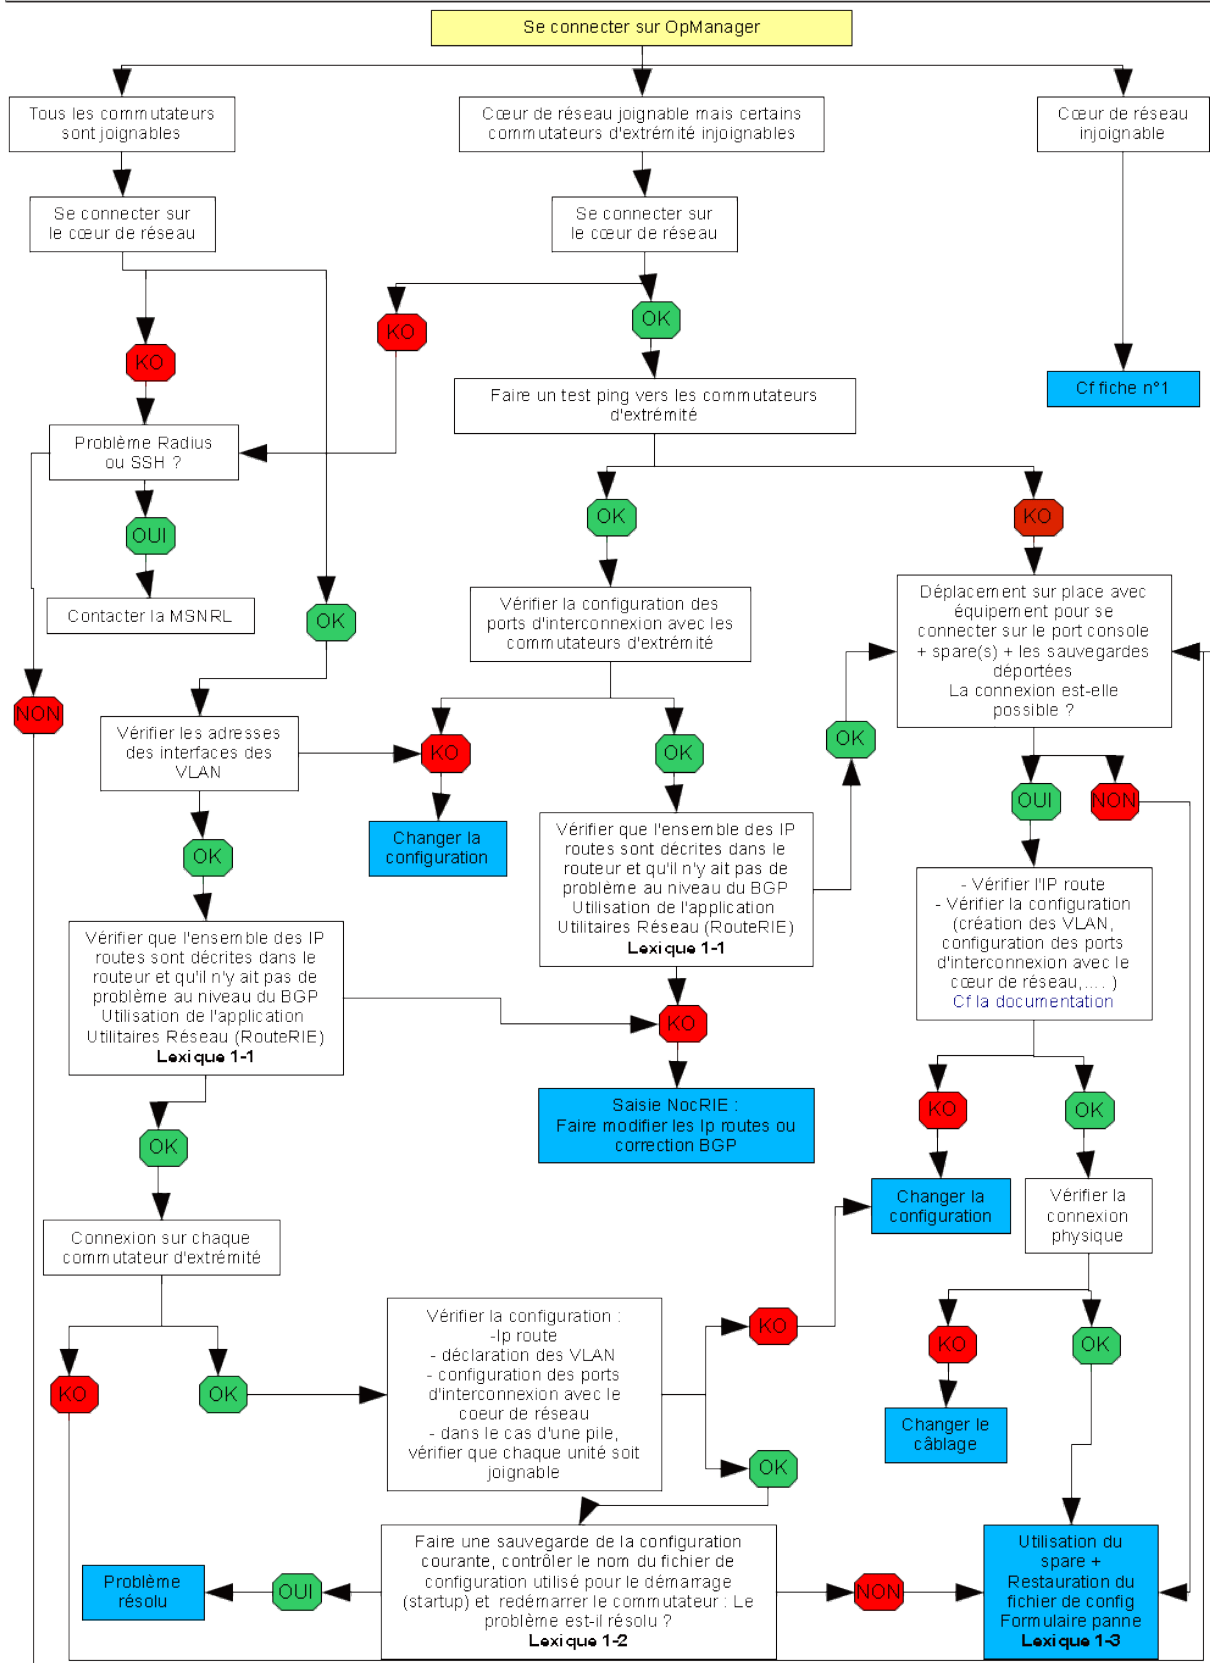 Se connecter sur OpManager
Tous les commutateurs
sont joignables
Cœur de réseau joignable mais certains
commutateurs d'extrémité injoignables
Cœur de réseau
injoignable
Se connecter sur
le cœur de réseau
Se connecter sur
le cœur de réseau
KO
OK
KO
Cf fiche n°1
Faire un test ping vers les commutateurs
d'extrémité
Problème Radius
ou SSH ?
OUI
OK
KO
Contacter la MSNRL
OK
Vérifier la configuration des
ports d'interconnexion avec les
commutateurs d'extrémité
Déplacement sur place avec
équipement pour se
connecter sur le port console
+ spare(s) + les sauvegardes
déportées
La connexion est-elle
possible ?
NON
Vérifier les adresses
des interfaces des
VLAN
KO
OK
OK
OUI
NON
Changer la
configuration
Vérifier que l'ensemble des IP
routes sont décrites dans le
routeur et qu'il n'y ait pas de
problème au niveau du BGP
Utilisation de l'application
Utilitaires Réseau (RouteRIE)
Lexique 1-1
OK
- Vérifier l'IP route
- Vérifier la configuration
(création des VLAN,
configuration des ports
d'interconnexion avec le
cœur de réseau,.... )
Cf la documentation
Vérifier que l'ensemble des IP
routes sont décrites dans le
routeur et qu'il n'y ait pas de
problème au niveau du BGP
Utilisation de l'application
Utilitaires Réseau (RouteRIE)
Lexique 1-1
KO
Saisie NocRIE :
Faire modifier les Ip routes ou
correction BGP
KO
OK
OK
Changer la
configuration
Vérifier la
connexion
physique
Connexion sur chaque
commutateur d'extrémité
Vérifier la configuration :
-Ip route
- déclaration des VLAN
- configuration des ports
d'interconnexion avec le
coeur de réseau
- dans le cas d'une pile,
vérifier que chaque unité soit
joignable
KO
KO
OK
KO
OK
Changer le
câblage
OK
Faire une sauvegarde de la configuration
courante, contrôler le nom du fichier de
configuration utilisé pour le démarrage
(startup) et redémarrer le commutateur : Le
problème est-il résolu ?
Lexique 1-2
Problème
résolu
OUI
NON
Utilisation du
spare +
Restauration du
fichier de config
Formulaire panne
Lexique 1-3